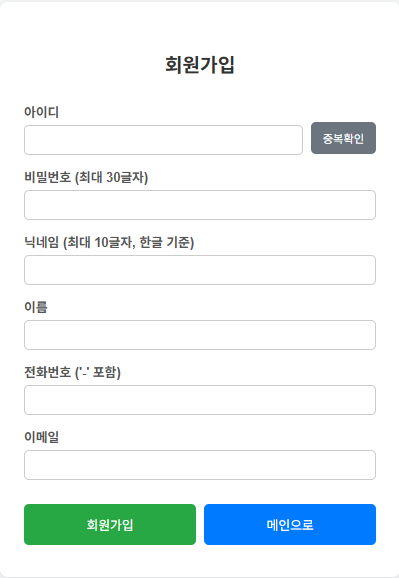 회원가입
아이디
중복확인
비밀번호 (최대 30글자)
닉네임 (최대 10글자, 한글 기준)
이름
전화번호 ('-' 포함)
이메일
회원가입 메인으로